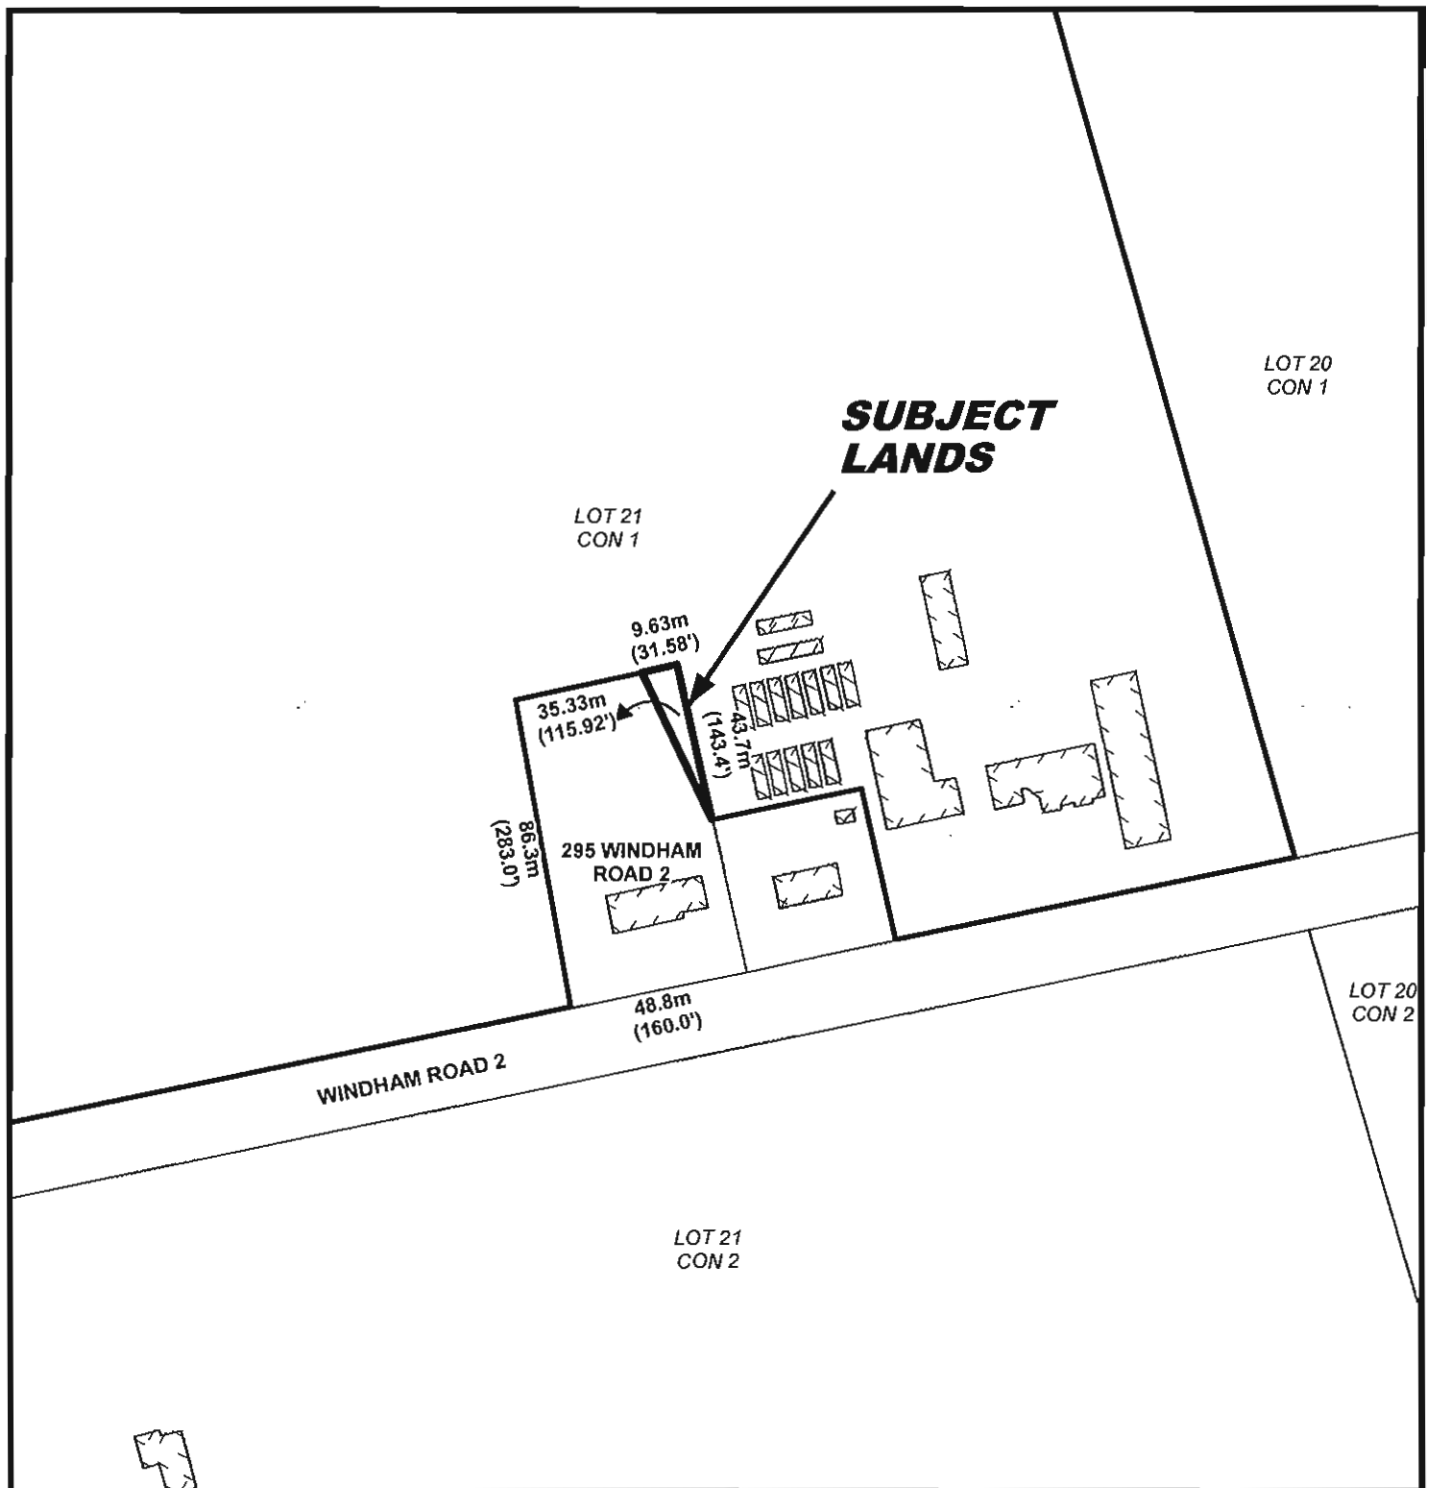 SUBJECT
LANDS
LOT 20
CON 1
LOT 21
CON 1
9.63m
(31.58')
35.33m
(115.92')
43.7m
(143.4')
86.3m
(283.0')
295 WINDHAM
ROAD 2
48.8m
(160.0')
WINDHAM ROAD 2
LOT 20
CON 2
LOT 21
CON 2